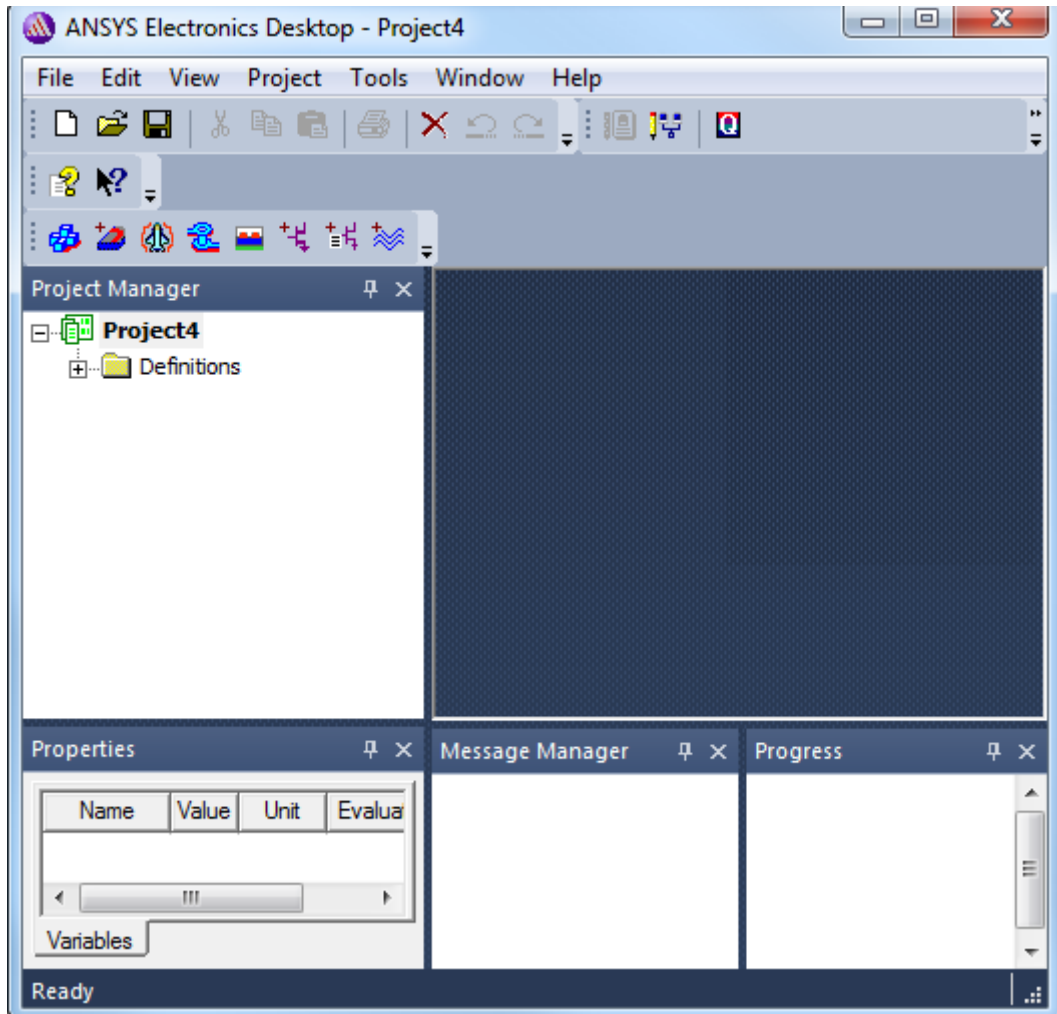 ANSYS Electronics Desktop - Project4
File Edit View Project Tools Window Help
Project Manager
Project4
Definitions
Properties
Name Value Unit Evaluat
Variables
Message Manager
Progress
Ready